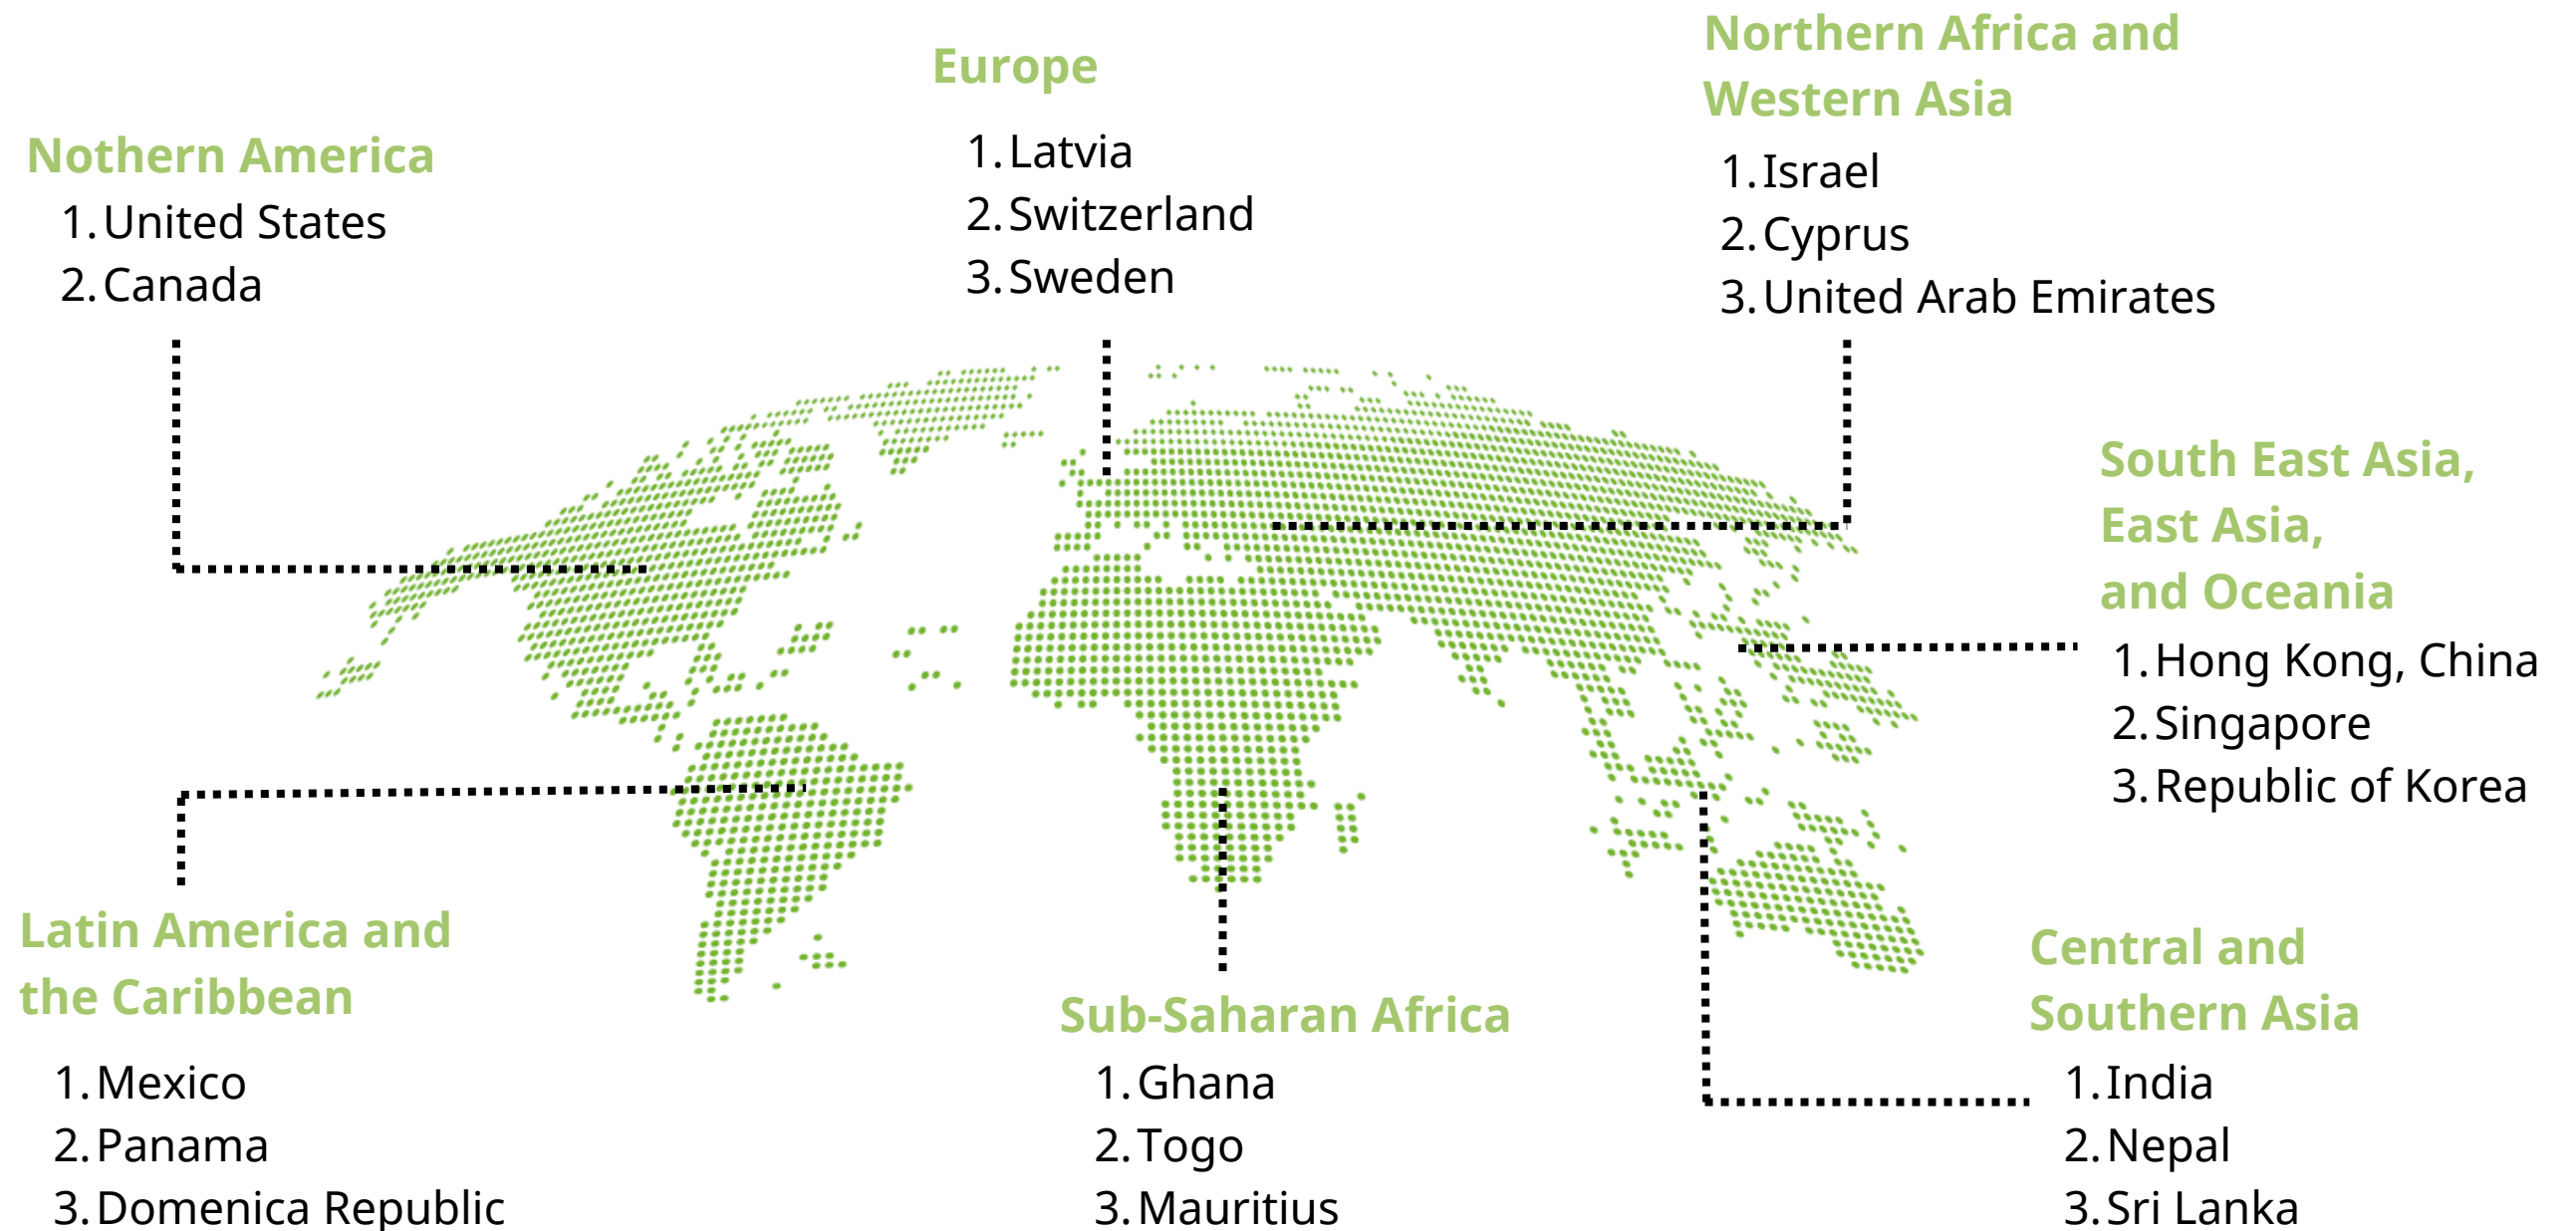 Nothern America
1. United States
2. Canada
Europe
1. Latvia
2. Switzerland
3. Sweden
Northern Africa and
Western Asia
1. Israel
2. Cyprus
3. United Arab Emirates
South East Asia,
East Asia,
and Oceania
1. Hong Kong, China
2. Singapore
3. Republic of Korea
Latin America and
the Caribbean
1. Mexico
2. Panama
3. Domenica Republic
Sub-Saharan Africa
1. Ghana
2. Togo
3. Mauritius
Central and
Southern Asia
1. India
2. Nepal
3. Sri Lanka